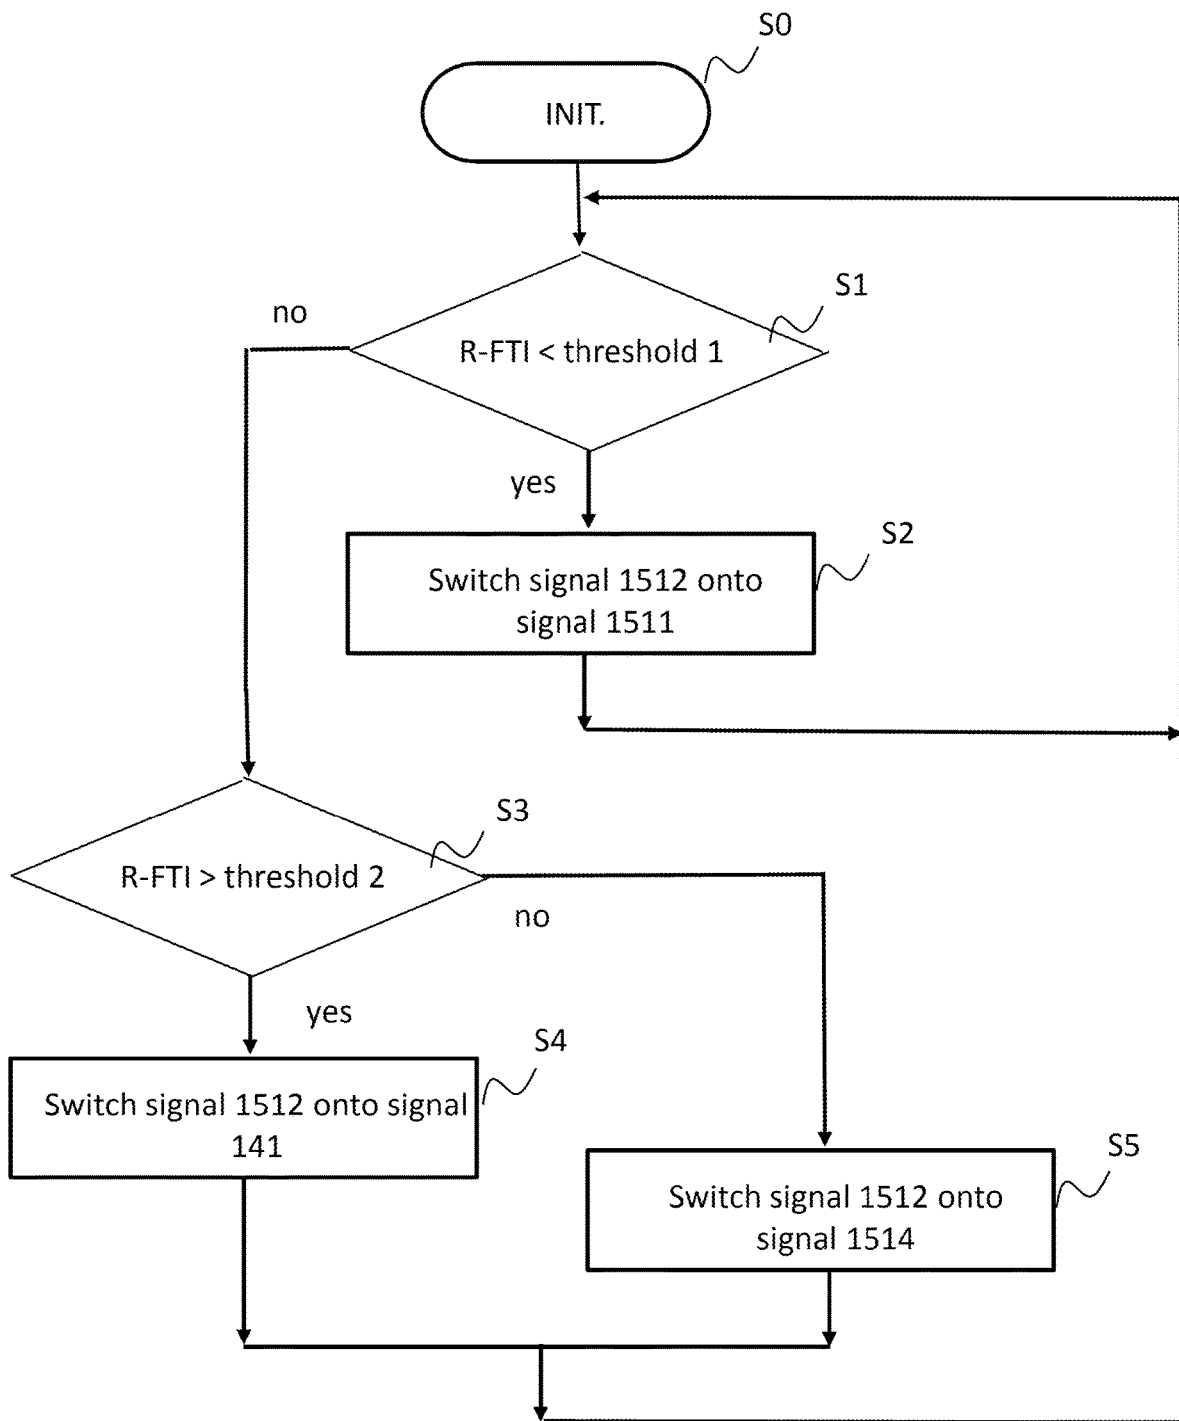 S0
INIT.
S1
no
R-FTI < threshold 1
yes
S2
Switch signal 1512 onto
signal 1511
S3
R-FTI > threshold 2
no
yes
S4
Switch signal 1512 onto signal
141
S5
Switch signal 1512 onto
signal 1514